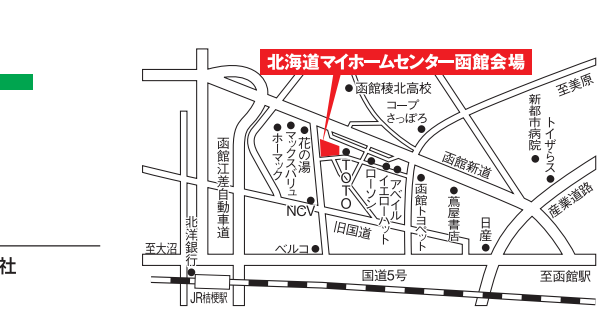 北海道マイホームセンター函館会場
函館稜北高校
コープ
さっぽろ
至美原
新都市病院
トイザらス
花の湯
マックスバリュ
ホーマック
TOTO
ローソン
イエローハット
アベイル
函館新道
函館トヨペット
蔦屋書店
日産
産業道路
函館江差自動車道
NCV
旧国道
北洋銀行
ベルコ
至大沼
国道5号
至函館駅
JR桔梗駅
社